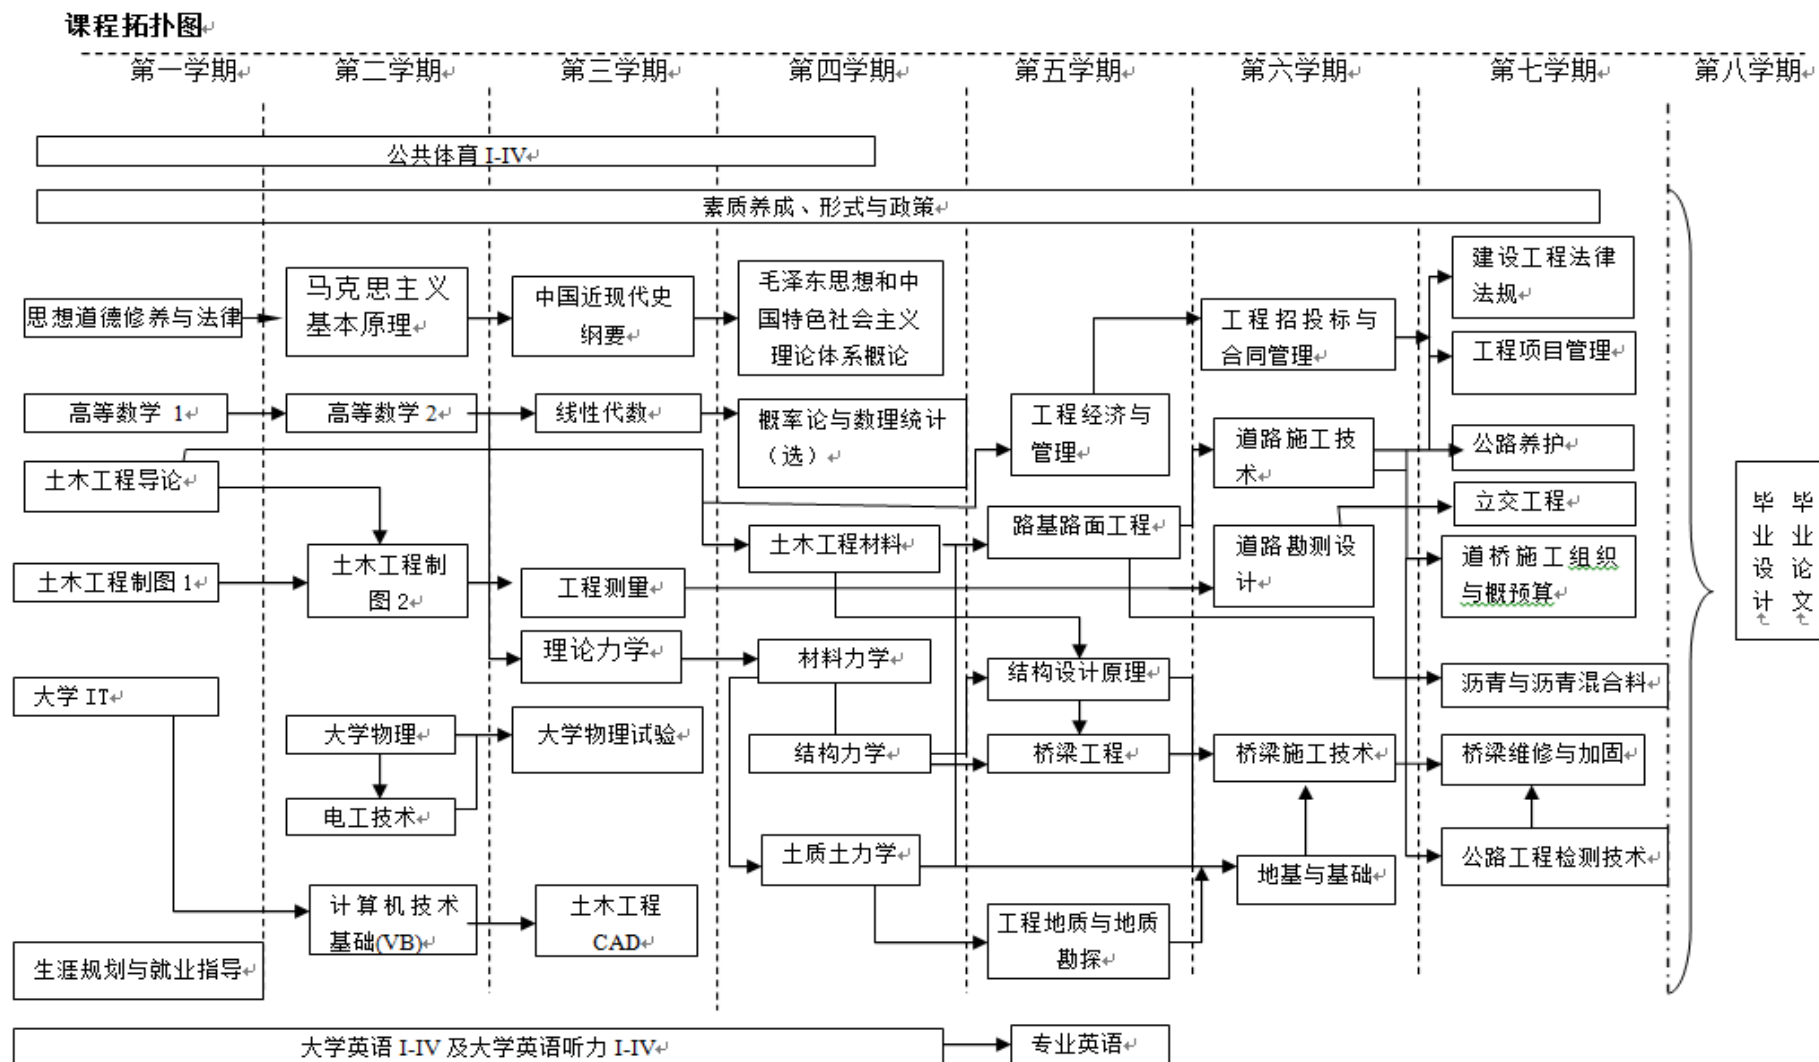 课程拓扑图
第一学期 第二学期 第三学期 第四学期 第五学期 第六学期 第七学期 第八学期
公共体育 I-IV
素质养成、形式与政策
思想道德修养与法律
马克思主义
基本原理
中国近现代史
纲要
毛泽东思想和中
国特色社会主义
理论体系概论
工程招投标与
合同管理
建设工程法律
法规
工程项目管理
高等数学 1
高等数学 2
线性代数
概率论与数理统计
（选）
工程经济与
管理
道路施工技
术
公路养护
土木工程导论
立交工程
土木工程材料
路基路面工程
道路勘测设
计
道桥施工组织
与概预算
土木工程制图 1
土木工程制
图 2
工程测量
理论力学
材料力学
结构设计原理
沥青与沥青混合料
大学 IT
大学物理
大学物理试验
结构力学
桥梁工程
桥梁施工技术
桥梁维修与加固
电工技术
土质土力学
地基与基础
公路工程检测技术
计算机技术
基础(VB)
土木工程
CAD
工程地质与地质
勘探
生涯规划与就业指导
大学英语 I-IV 及大学英语听力 I-IV
专业英语
毕业设计
毕业论文